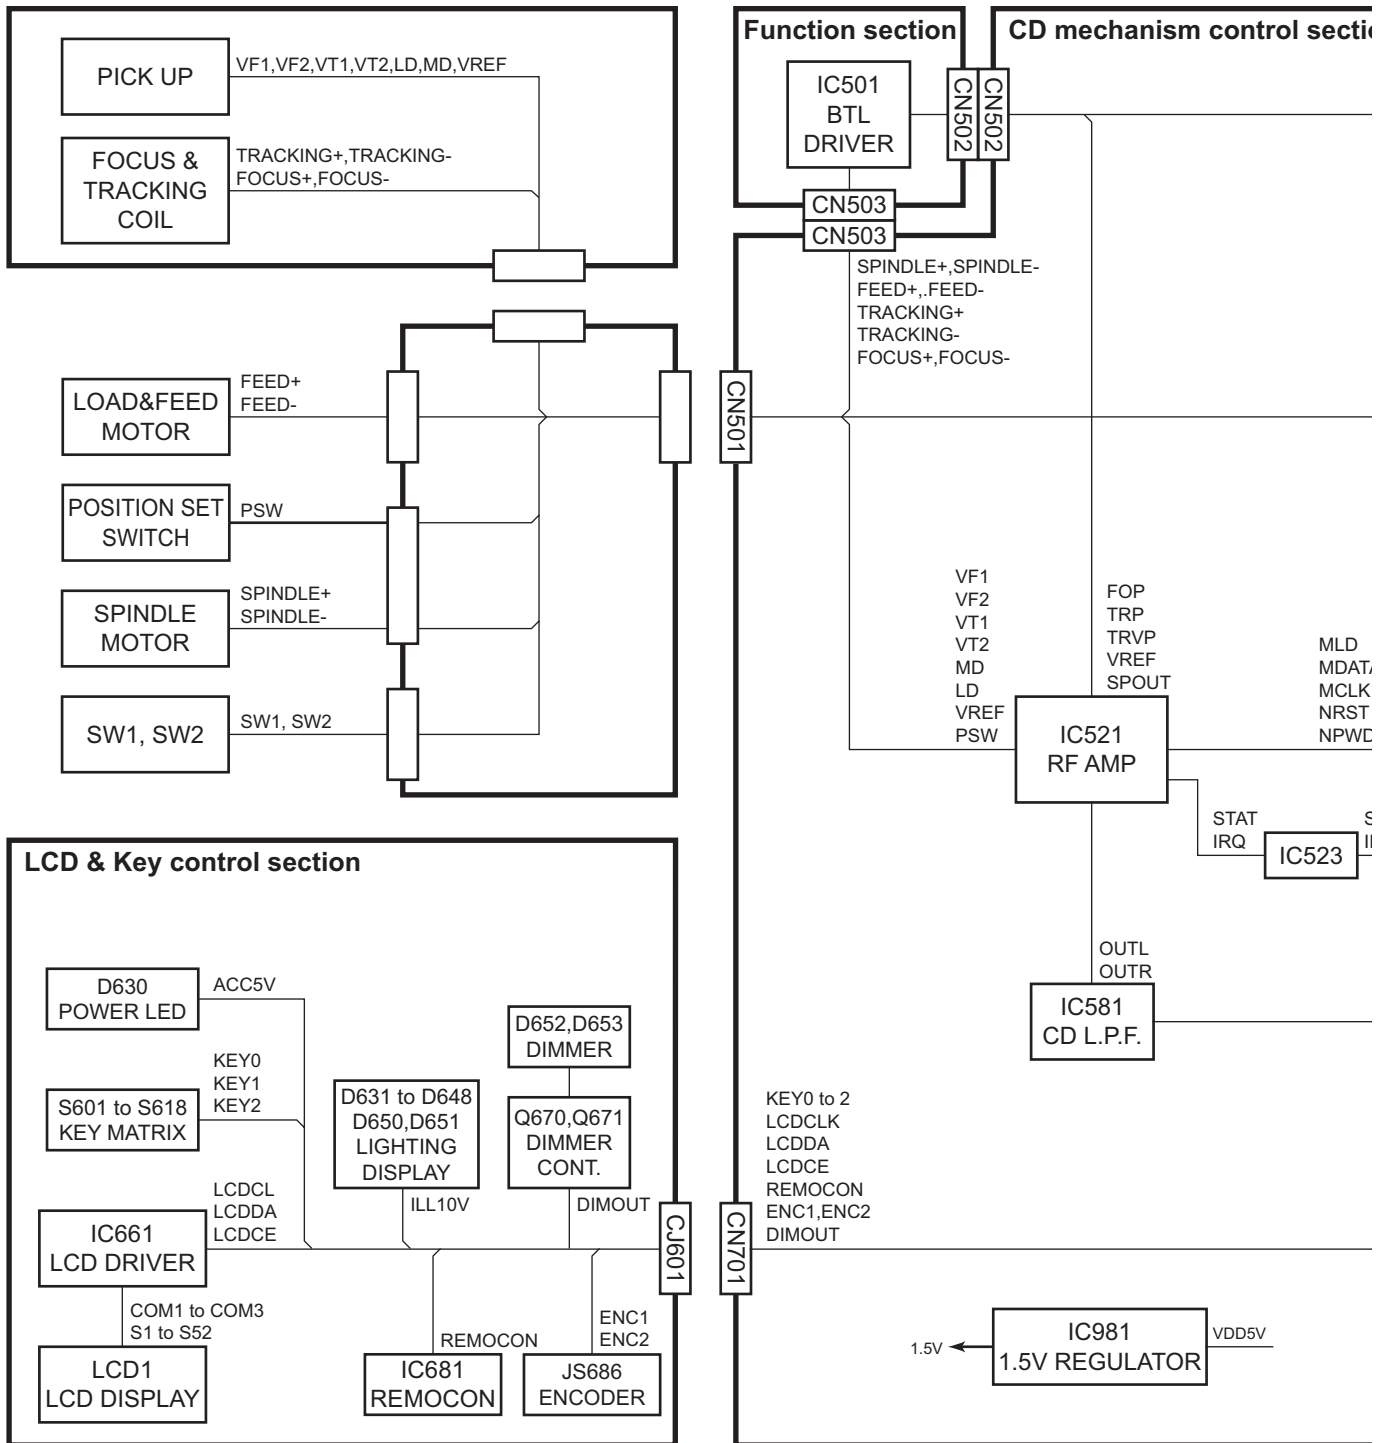 PICK UP
VF1,VF2,VT1,VT2,LD,MD,VREF
FOCUS &
TRACKING
COIL
TRACKING+,TRACKING-
FOCUS+,FOCUS-
LOAD&FEED
MOTOR
FEED+
FEED-
POSITION SET
SWITCH
PSW
SPINDLE
MOTOR
SPINDLE+
SPINDLE-
SW1, SW2
SW1, SW2
Function section
IC501
BTL
DRIVER
CN502
CN502
CN503
CN503
CD mechanism control secti
SPINDLE+,SPINDLE-
FEED+,.FEED-
TRACKING+
TRACKING-
FOCUS+,FOCUS-
CN501
VF1
VF2
VT1
VT2
MD
LD
VREF
PSW
FOP
TRP
TRVP
VREF
SPOUT
IC521
RF AMP
MLD
MDATA
MCLK
NRST
NPWD
STAT
IRQ
IC523
S
OUTL
OUTR
IC581
CD L.P.F.
LCD & Key control section
D630
POWER LED
ACC5V
S601 to S618
KEY MATRIX
KEY0
KEY1
KEY2
IC661
LCD DRIVER
LCDCL
LCDDA
LCDCE
COM1 to COM3
S1 to S52
LCD1
LCD DISPLAY
D631 to D648
D650,D651
LIGHTING
DISPLAY
ILL10V
D652,D653
DIMMER
Q670,Q671
DIMMER
CONT.
DIMOUT
REMOCON
IC681
REMOCON
ENC1
ENC2
JS686
ENCODER
CJ601
CN701
KEY0 to 2
LCDCLK
LCDDA
LCDCE
REMOCON
ENC1,ENC2
DIMOUT
1.5V
IC981
1.5V REGULATOR
VDD5V